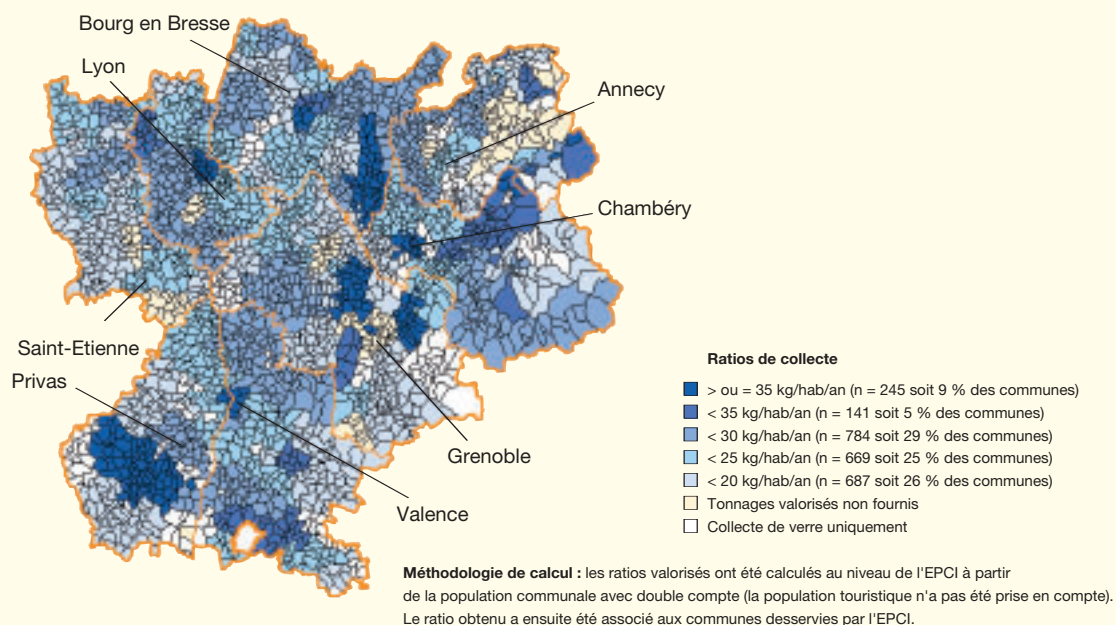 Bourg en Bresse
Lyon
Annecy
Chambéry
Saint-Etienne
Privas
Grenoble
Valence
Ratios de collecte
> ou = 35 kg/hab/an (n = 245 soit 9 % des communes)
< 35 kg/hab/an (n = 141 soit 5 % des communes)
< 30 kg/hab/an (n = 784 soit 29 % des communes)
< 25 kg/hab/an (n = 669 soit 25 % des communes)
< 20 kg/hab/an (n = 687 soit 26 % des communes)
Tonnages valorisés non fournis
Collecte de verre uniquement
Méthodologie de calcul : les ratios valorisés ont été calculés au niveau de l'EPCI à partir
de la population communale avec double compte (la population touristique n'a pas été prise en compte).
Le ratio obtenu a ensuite été associé aux communes desservies par l'EPCI.